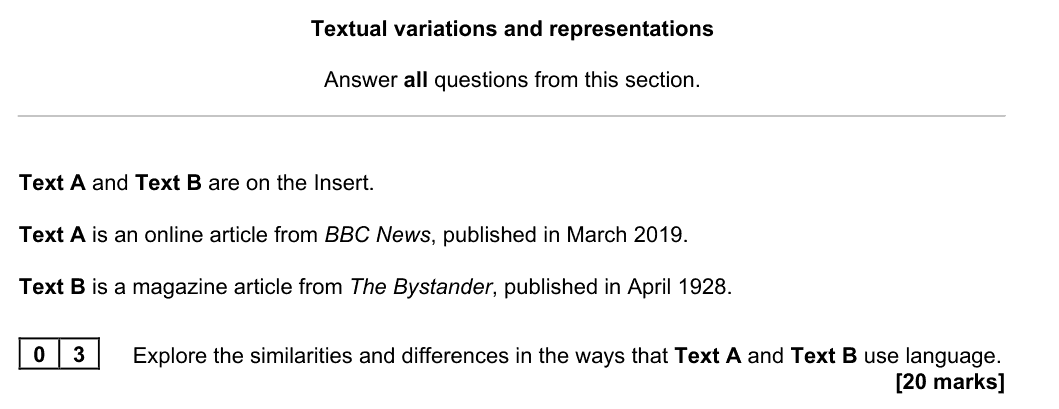 Textual variations and representations
Answer all questions from this section.
Text A and Text B are on the Insert.
Text A is an online article from BBC News, published in March 2019.
Text B is a magazine article from The Bystander, published in April 1928.
0 3 Explore the similarities and differences in the ways that Text A and Text B use language.
[20 marks]